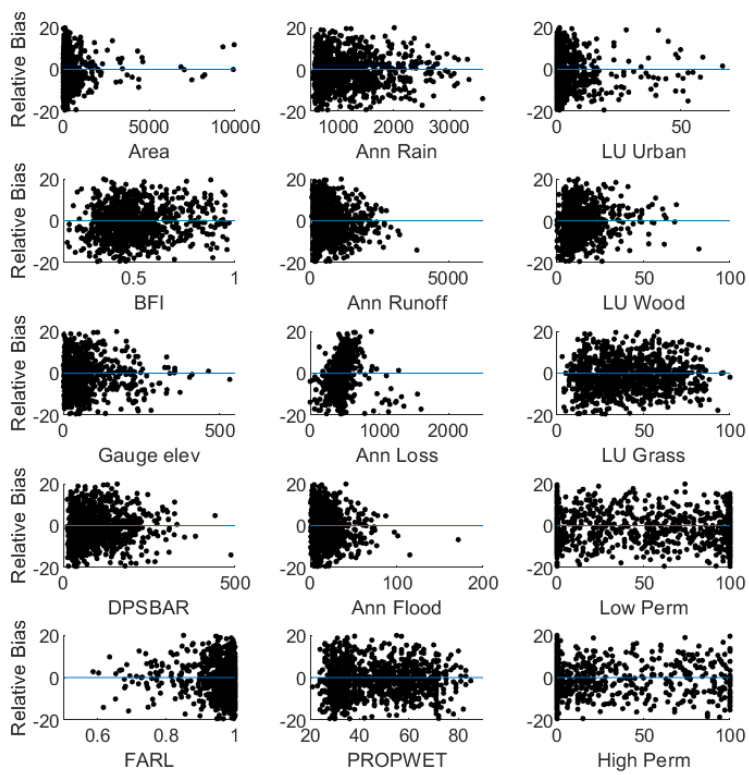 Relative Bias
20
0
-20
0 5000 10000
Area
1000 2000 3000
Ann Rain
0 50
LU Urban
Relative Bias
20
0
-20
0.5 1
BFI
0 5000
Ann Runoff
0 50 100
LU Wood
Relative Bias
20
0
-20
0 500
Gauge elev
0 1000 2000
Ann Loss
0 50 100
LU Grass
Relative Bias
20
0
-20
0 500
DPSBAR
0 100 200
Ann Flood
0 50 100
Low Perm
Relative Bias
20
0
-20
0.6 0.8 1
FARL
20 40 60 80
PROPWET
0 50 100
High Perm